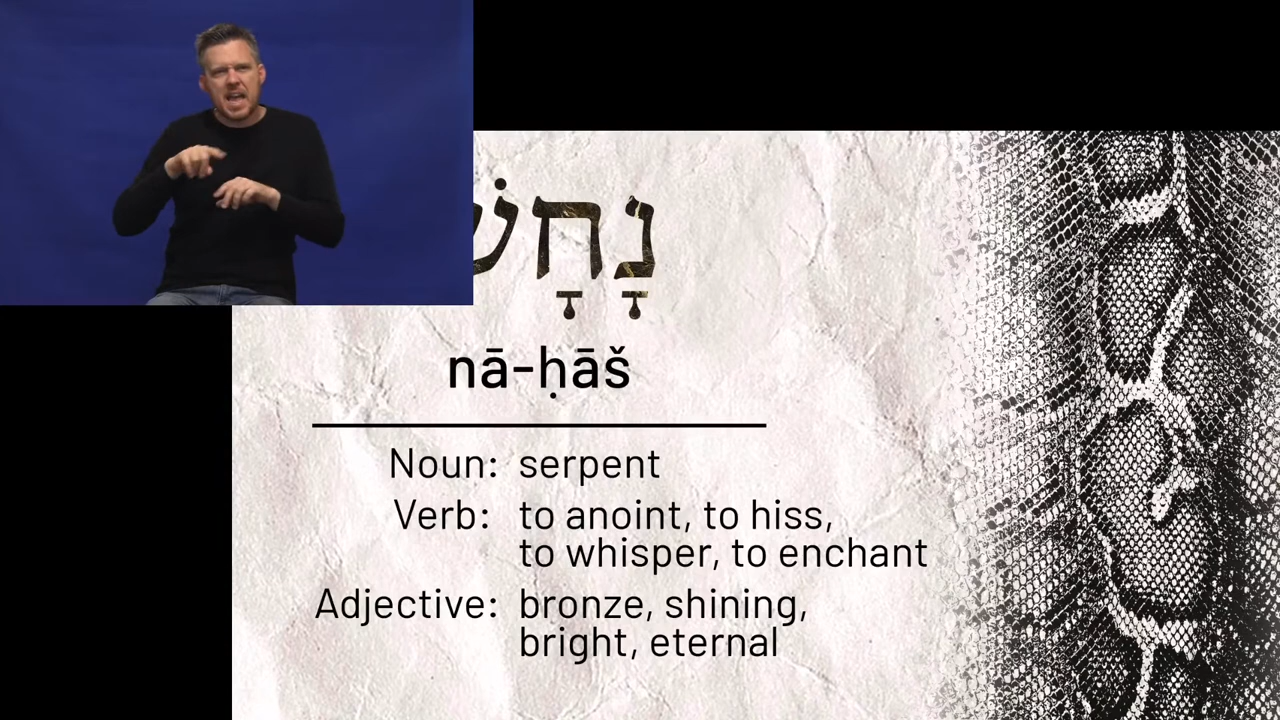 נָחָשׁ
nā-ḥāš
Noun: serpent
Verb: to anoint, to hiss,
to whisper, to enchant
Adjective: bronze, shining,
bright, eternal